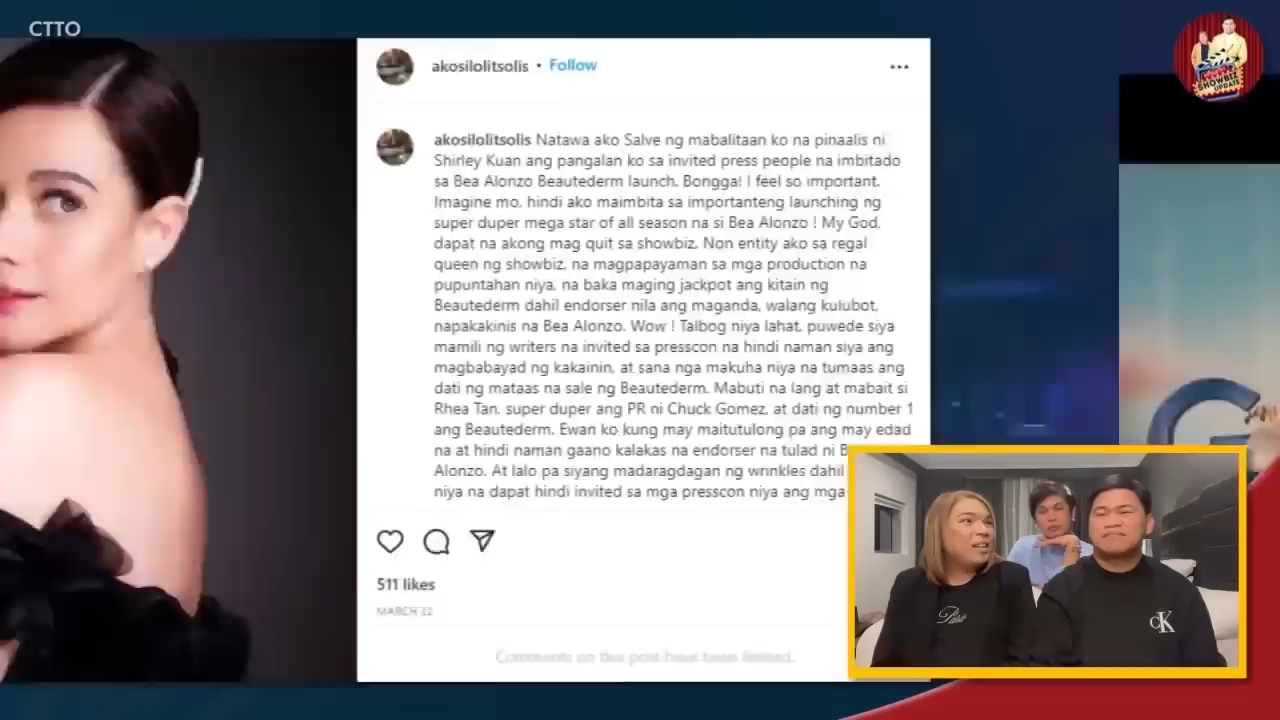 CTTO
SHOWBIZ
UPDATE
akosilolitsolis • Follow
akosilolitsolis Natawa ako Salve ng mabalitaan ko na pinaalis ni
Shirley Kuan ang pangalan ko sa invited press people na imbitado
sa Bea Alonzo Beautederm launch. Bongga! I feel so important.
Imagine mo, hindi ako maimbita sa importanteng launching ng
super duper mega star of all season na si Bea Alonzo ! My God,
dapat na akong mag quit sa showbiz. Non entity ako sa regal
queen ng showbiz, na magpapayaman sa mga production na
pupuntahan niya, na baka maging jackpot ang kitain ng
Beautederm dahil endorser nila ang maganda, walang kulubot,
napakakinis na Bea Alonzo. Wow ! Talbog niya lahat, puwede siya
mamili ng writers na invited sa presscon na hindi naman siya ang
magbabayad ng kakainin, at sana nga makuha niya na tumaas ang
dati ng mataas na sale ng Beautederm. Mabuti na lang at mabait si
Rhea Tan, super duper ang PR ni Chuck Gomez, at dati ng number 1
ang Beautederm. Ewan ko kung may maitutulong pa ang may edad
na at hindi naman gaano kalakas na endorser na tulad ni B
Alonzo. At lalo pa siyang madaragdagan ng wrinkles dahil
niya na dapat hindi invited sa mga presscon niya ang mga
511 likes
MARCH 22
Comments on this post have been limited.
G
CK